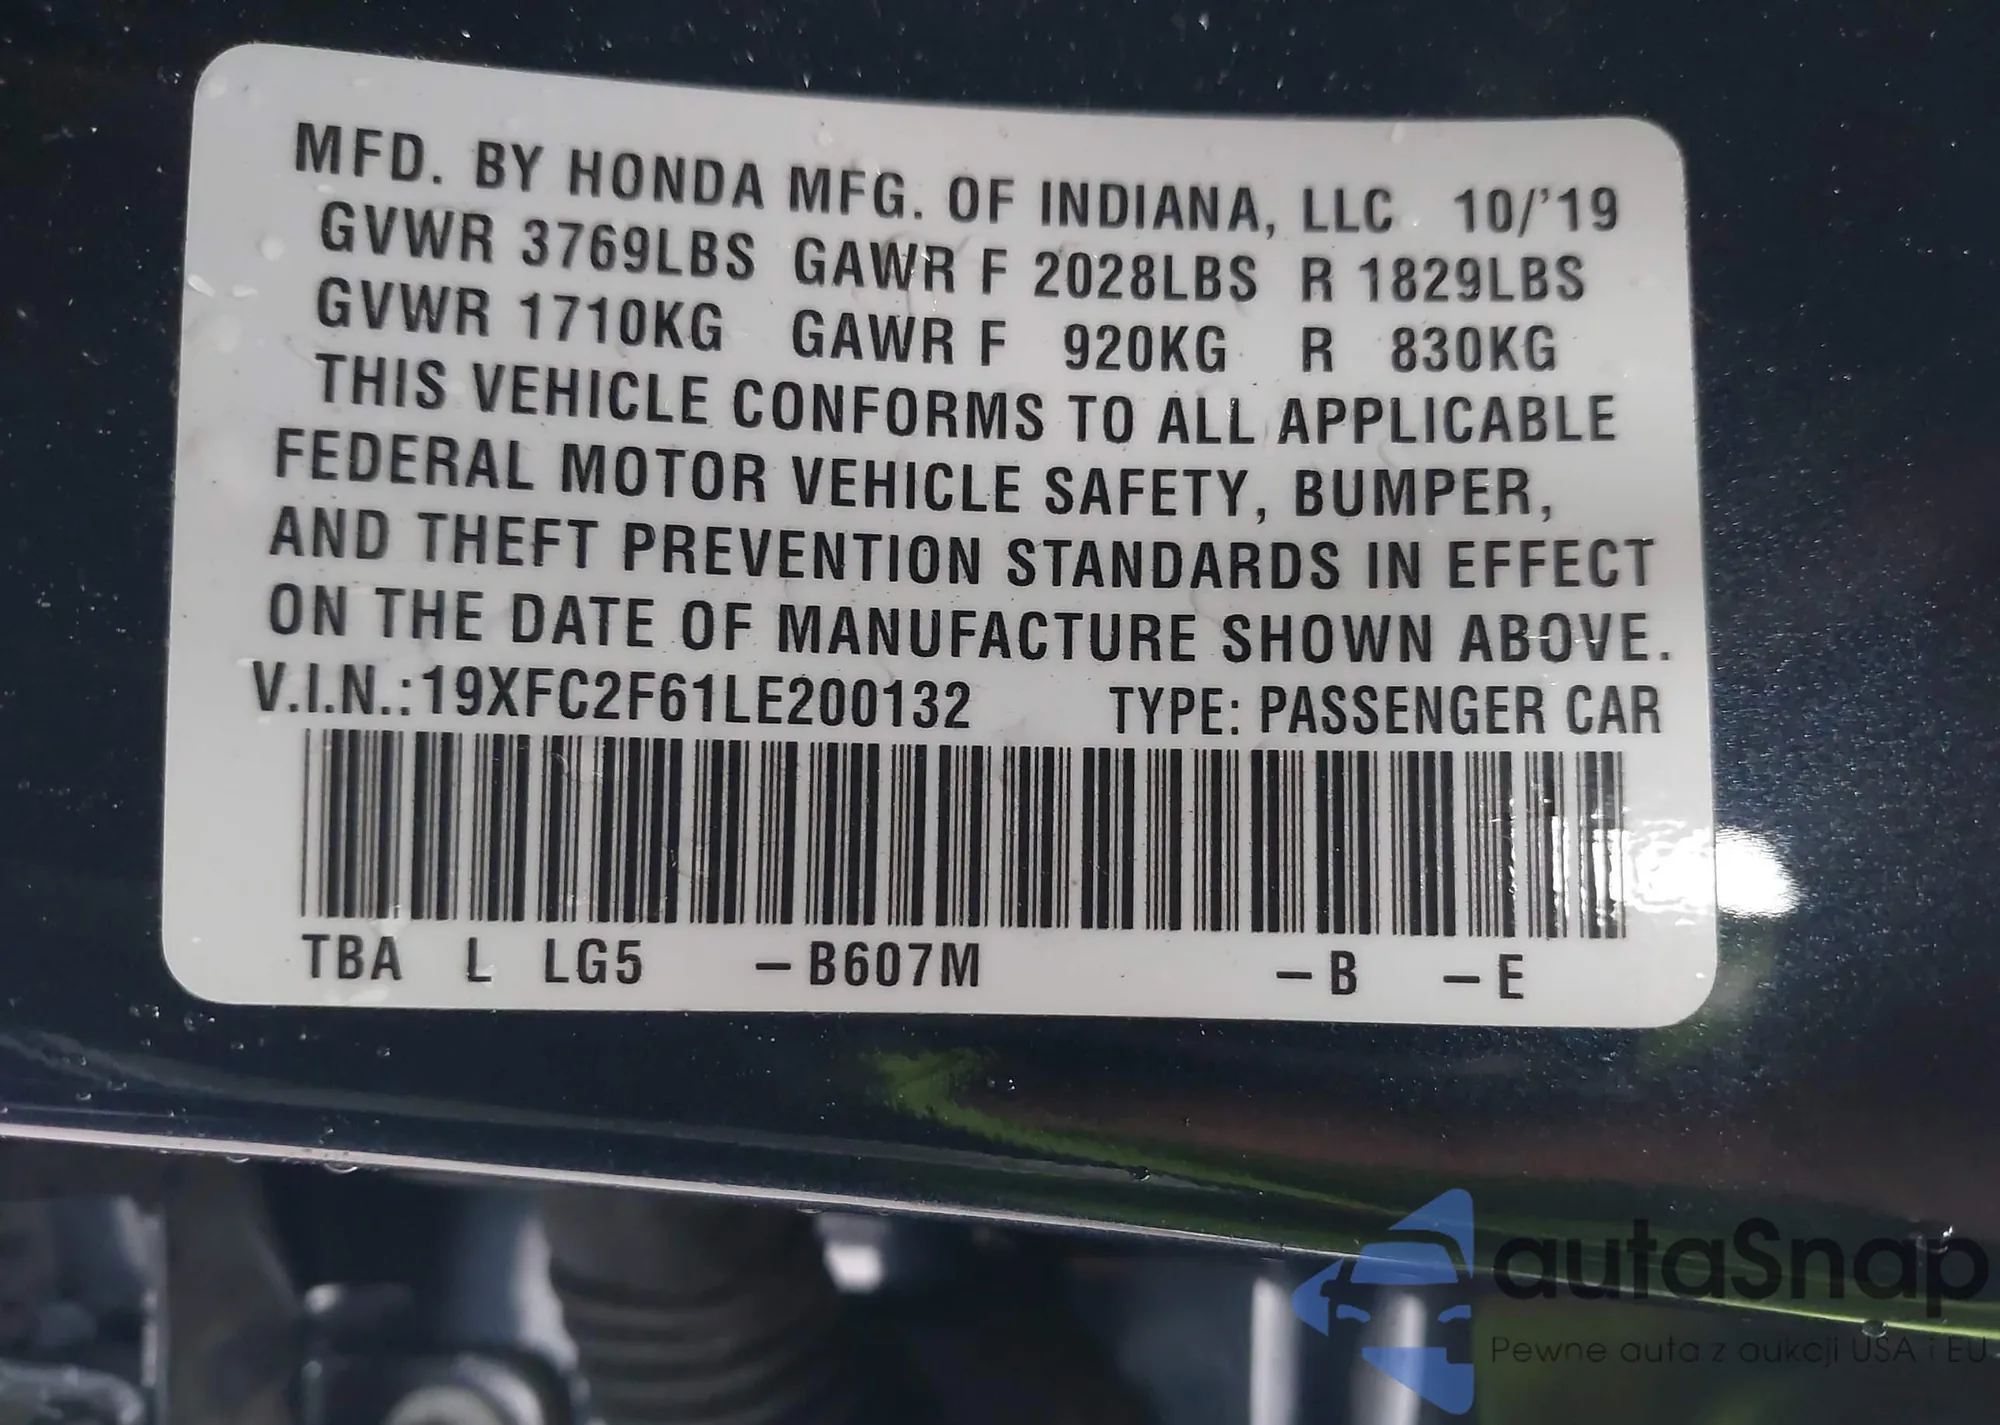 MFD. BY HONDA MFG. OF INDIANA, LLC 10/'19
GVWR 3769LBS GAWR F 2028LBS R 1829LBS
GVWR 1710KG GAWR F 920KG R 830KG
THIS VEHICLE CONFORMS TO ALL APPLICABLE
FEDERAL MOTOR VEHICLE SAFETY, BUMPER,
AND THEFT PREVENTION STANDARDS IN EFFECT
ON THE DATE OF MANUFACTURE SHOWN ABOVE.
V.I.N.:19XFC2F61LE200132 TYPE: PASSENGER CAR
TBA L LG5 –B607M –B –E
autaSnap
Pewne auta z aukcji USA i EU